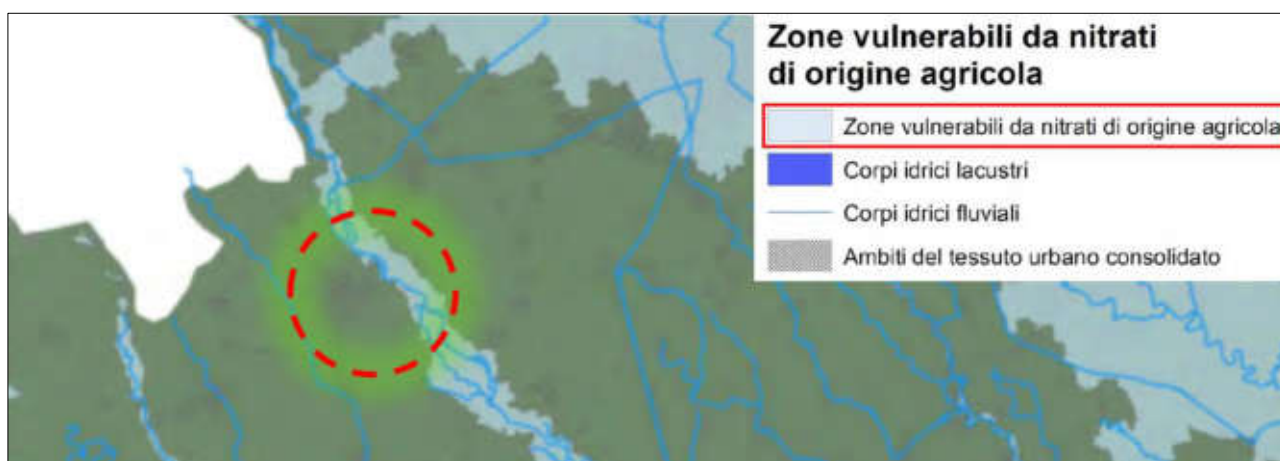 Zone vulnerabili da nitrati
di origine agricola
Zone vulnerabili da nitrati di origine agricola
Corpi idrici lacustri
Corpi idrici fluviali
Ambiti del tessuto urbano consolidato